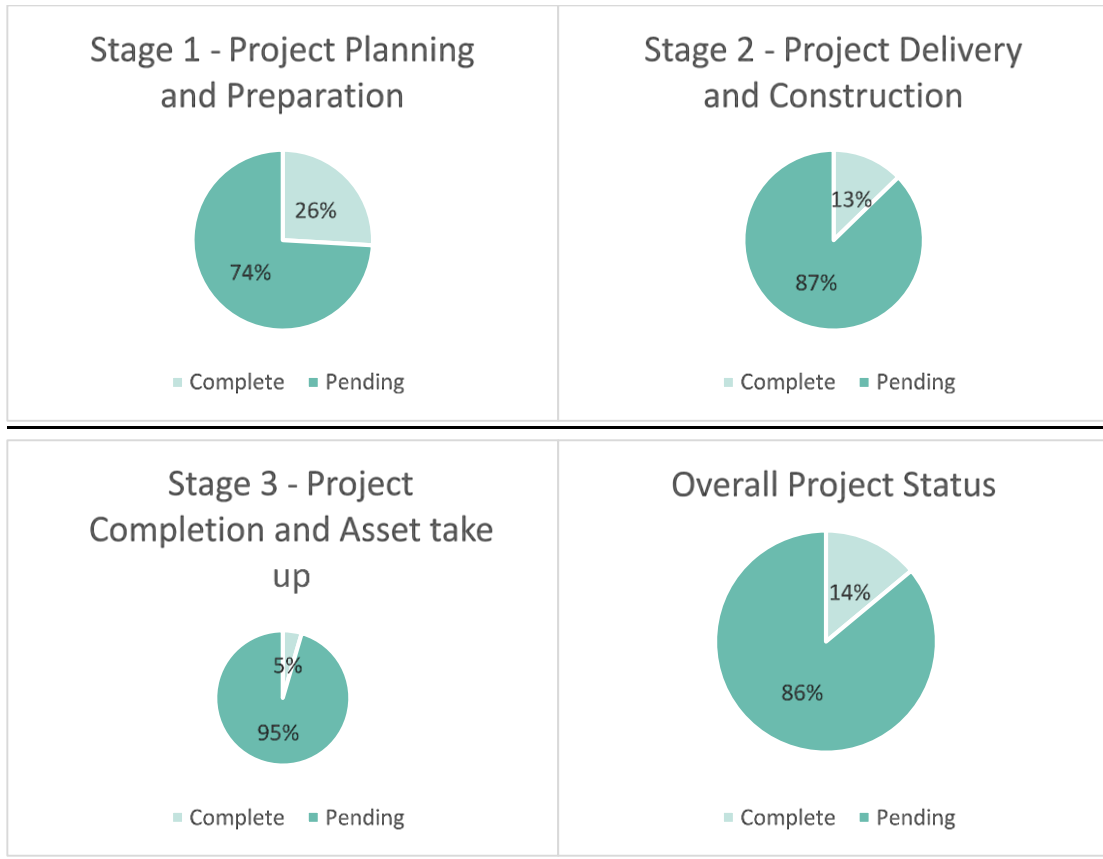 Stage 1 - Project Planning
and Preparation
26%
74%
Complete Pending
Stage 2 - Project Delivery
and Construction
13%
87%
Complete Pending
Stage 3 - Project
Completion and Asset take
up
5%
95%
Complete Pending
Overall Project Status
14%
86%
Complete Pending